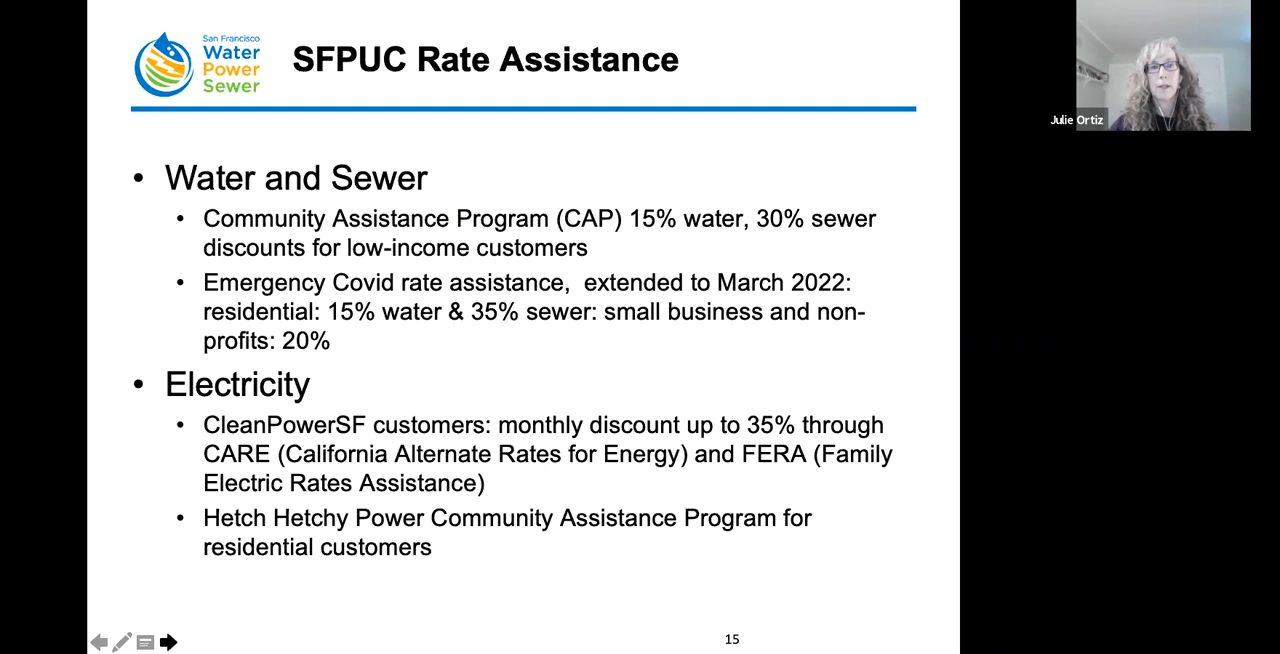 San Francisco
Water
Power
Sewer
SFPUC Rate Assistance
Julie Ortiz
• Water and Sewer
• Community Assistance Program (CAP) 15% water, 30% sewer
discounts for low-income customers
• Emergency Covid rate assistance,  extended to March 2022:
residential: 15% water & 35% sewer: small business and non-
profits: 20%
• Electricity
• CleanPowerSF customers: monthly discount up to 35% through
CARE (California Alternate Rates for Energy) and FERA (Family
Electric Rates Assistance)
• Hetch Hetchy Power Community Assistance Program for
residential customers
15